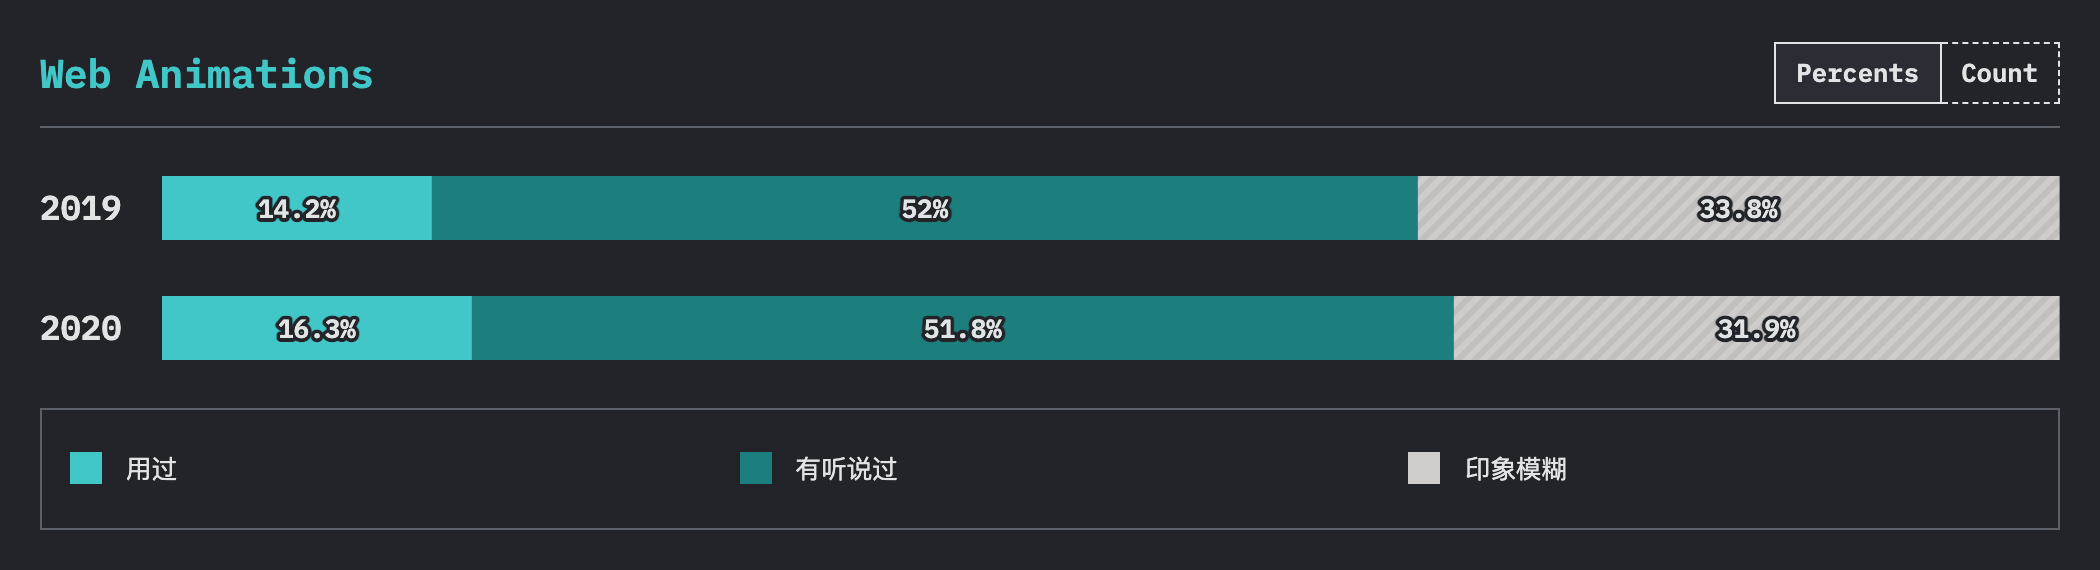 Web Animations
Percents Count
2019 14.2% 52% 33.8%
2020 16.3% 51.8% 31.9%
用过 有听说过 印象模糊